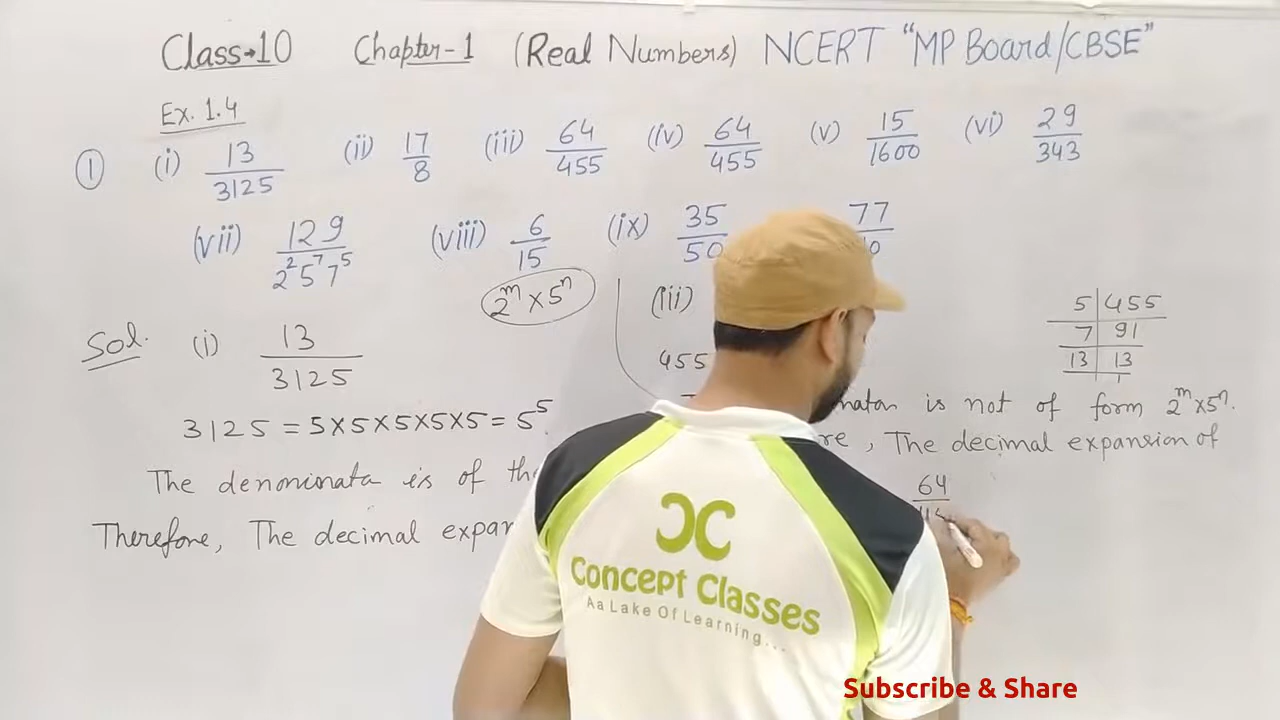 Class→10 Chapter-1 (Real Numbers) NCERT "MP Board/CBSE"
Ex. 1.4
① (i) 13/3125 (ii) 17/8 (iii) 64/455 (iv) 64/455 (v) 15/1600 (vi) 29/343
(vii) 129/2²5⁷7⁵ (viii) 6/15 (ix) 35/50 77/
2ᵐ×5ⁿ
Sol. (i) 13/3125
3125 = 5×5×5×5×5 = 5⁵.
The denoninata is of the
Therefore, The decimal expan
(iii)
455
5 | 455
7 | 91
13 | 13
1
is not of form 2ᵐ×5ⁿ.
, The decimal expansion of
64
Concept Classes
Aa Lake Of Learning...
Subscribe & Share